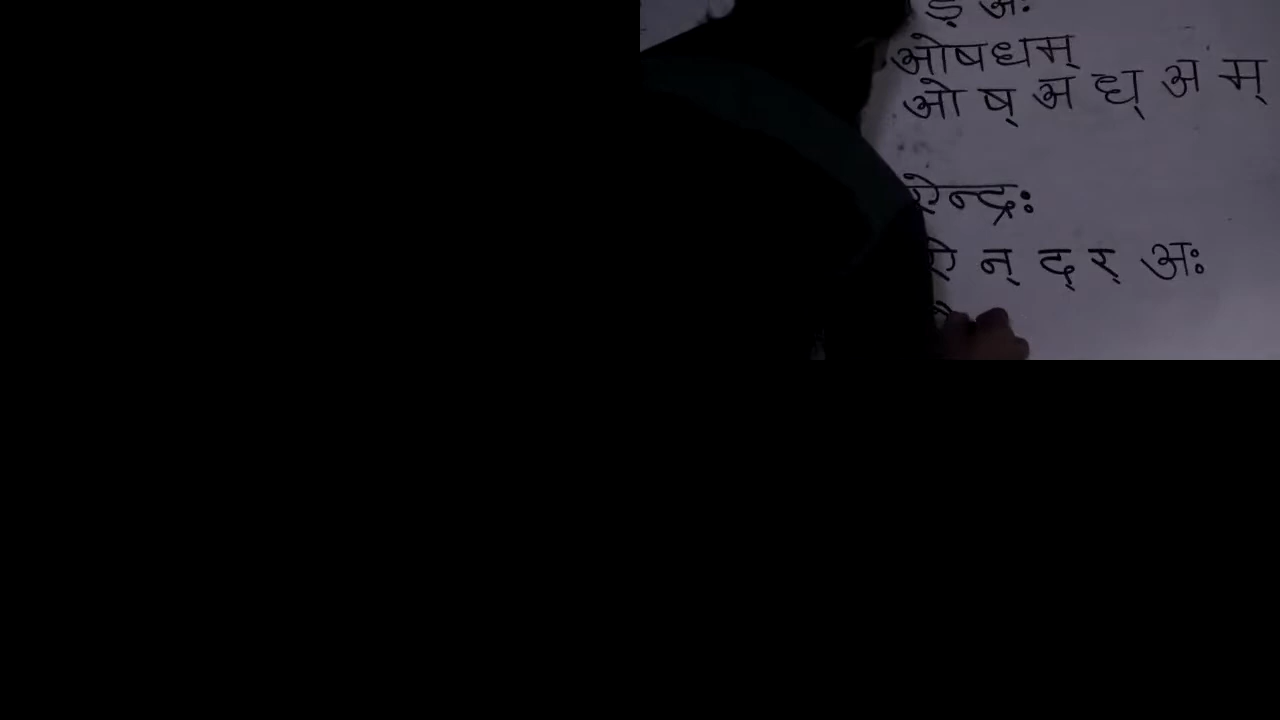 ड् अः
ओषधम्
ओ ष् अ ध् अ म्
ऐन्द्रः
ऐ न् द् र् अः